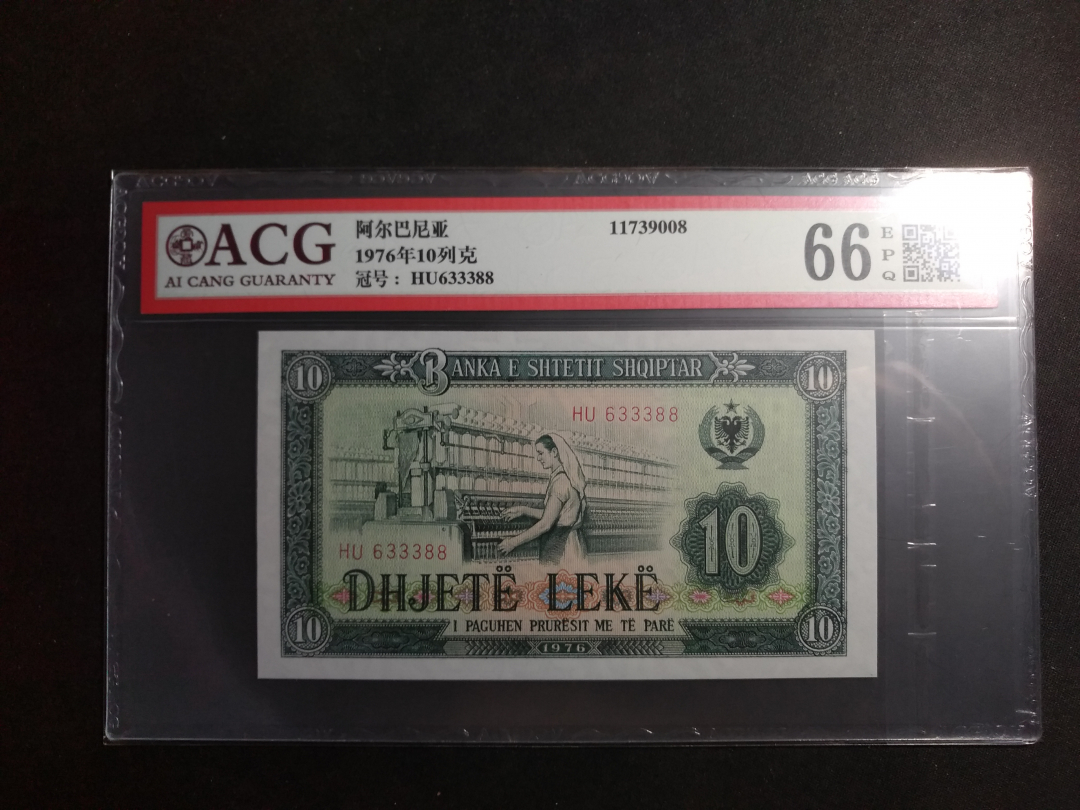 ACG
AI CANG GUARANTY
阿尔巴尼亚
1976年10列克
冠号：HU633388
11739008
66
EPQ
10
BANKA E SHTETIT SHQIPTAR
10
HU 633388
10
HU 633388
DHJETË LEKË
I PAGUHEN PRURËSIT ME TË PARË
10
1976
10